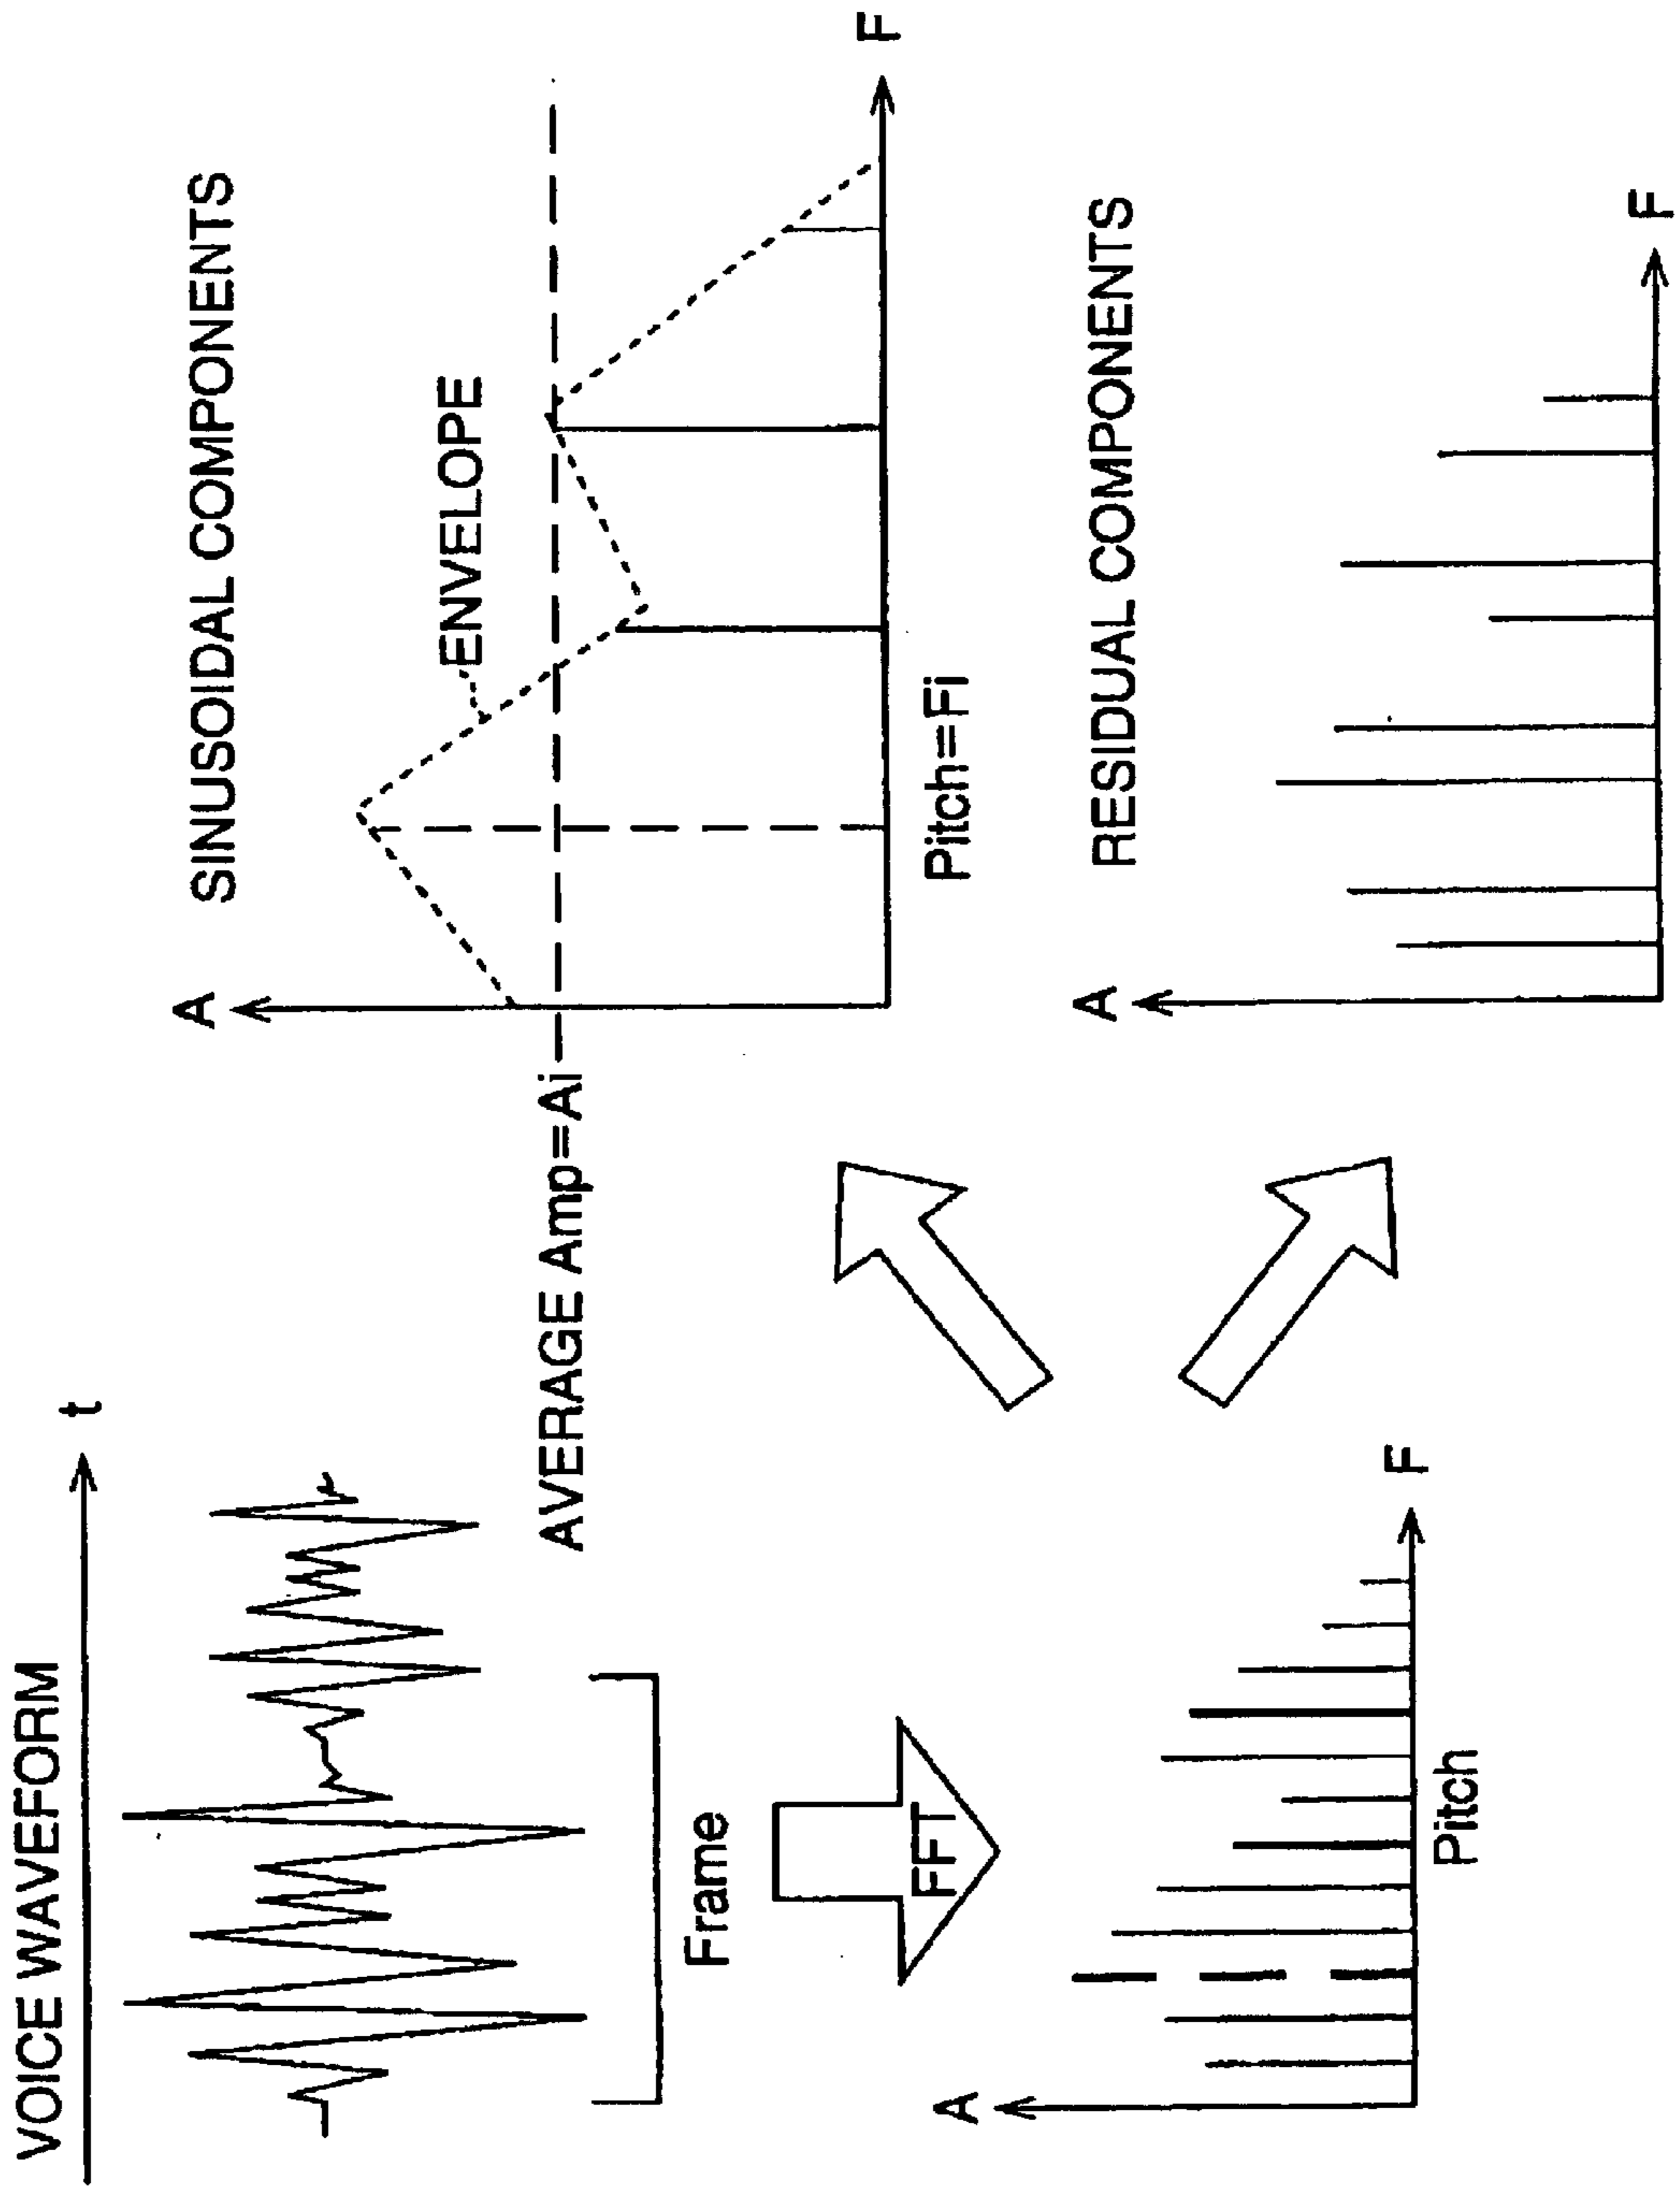 VOICE WAVEFORM
t
Frame
FFT
A
F
Pitch
SINUSOIDAL COMPONENTS
A
ENVELOPE
AVERAGE Amp=Ai
F
Pitch=Fi
RESIDUAL COMPONENTS
A
F